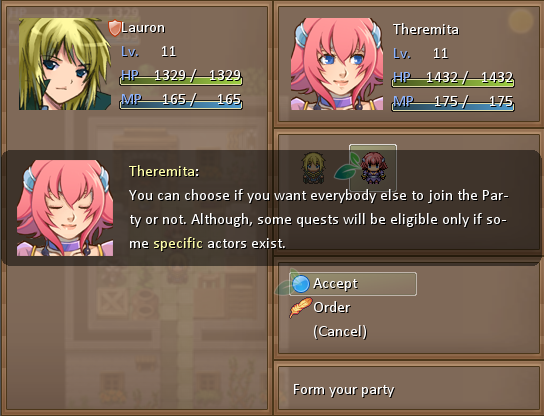 Lauron
Lv. 11
HP 1329 / 1329
MP 165 / 165
Theremita
Lv. 11
HP 1432 / 1432
MP 175 / 175
Theremita:
You can choose if you want everybody else to join the Par-
ty or not. Although, some quests will be eligible only if so-
me specific actors exist.
Accept
Order
(Cancel)
Form your party